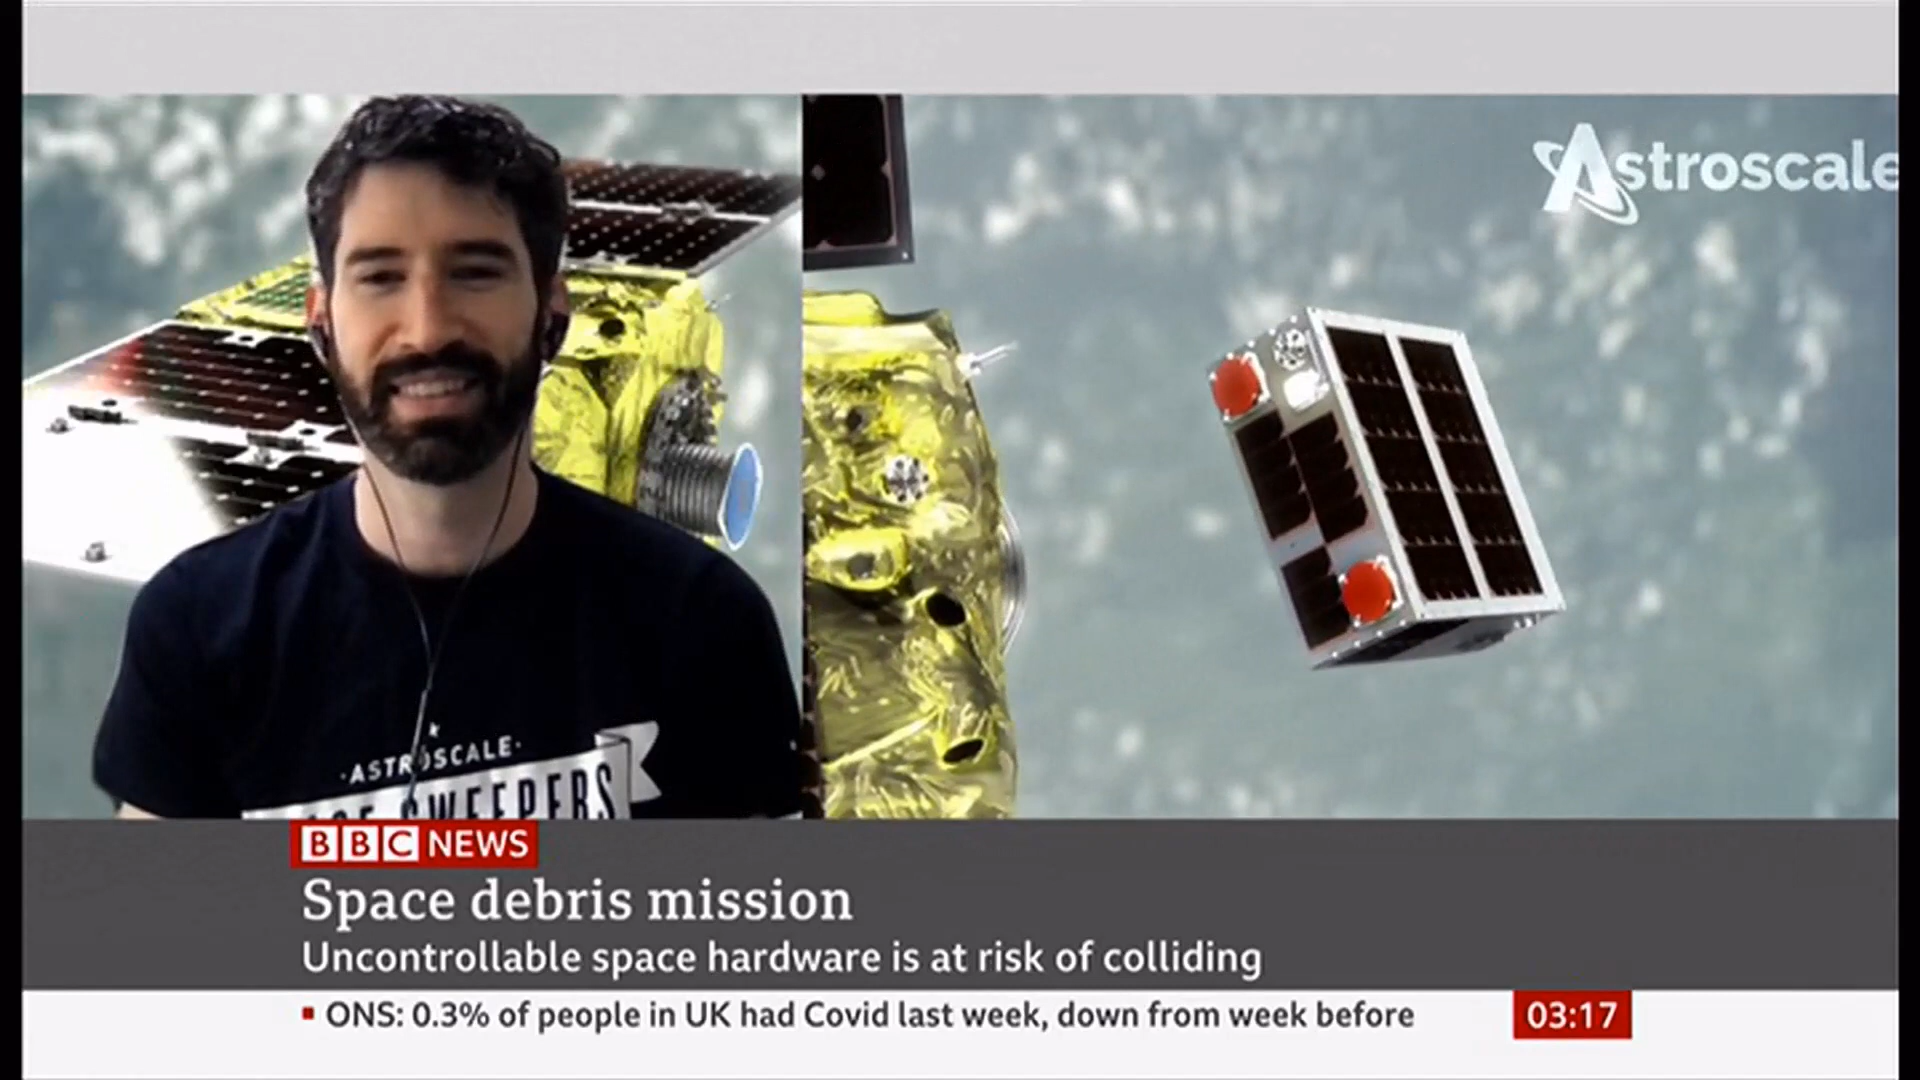 Astroscale
·ASTROSCALE·
SWEEPERS
BBC NEWS
Space debris mission
Uncontrollable space hardware is at risk of colliding
ONS: 0.3% of people in UK had Covid last week, down from week before
03:17